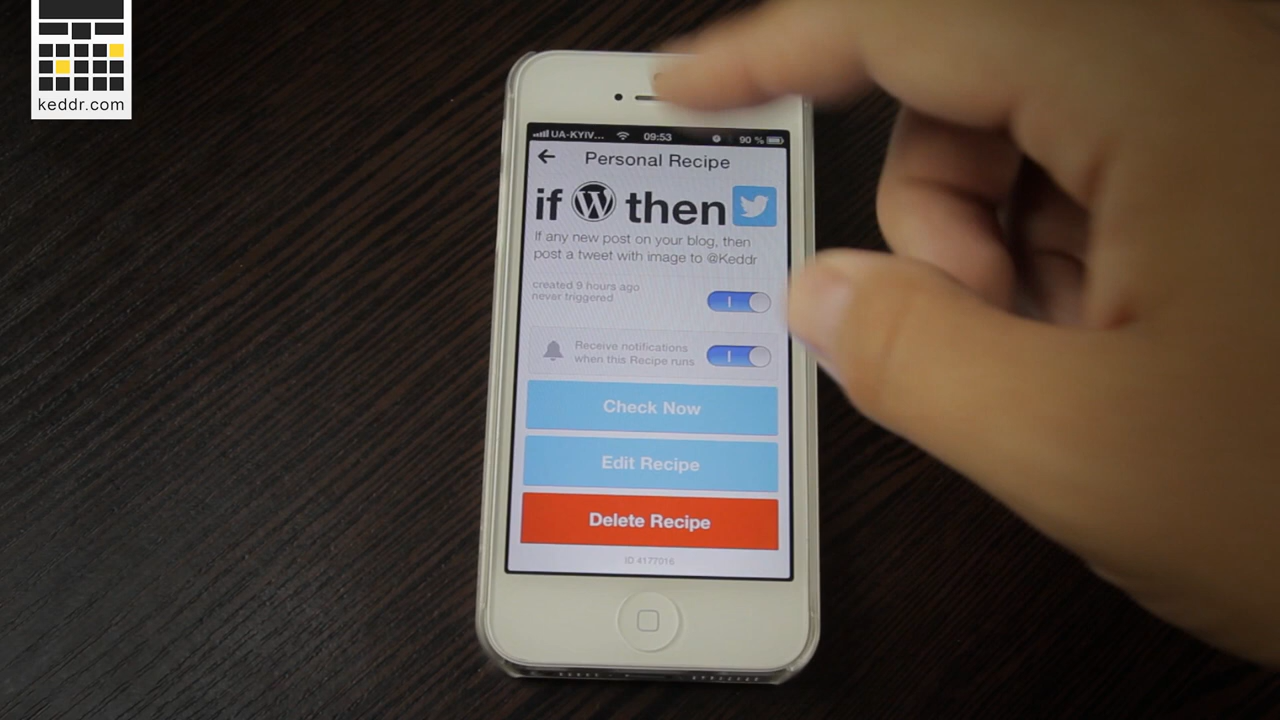 keddr.com
UA-KYIV... 09:53 90 %
Personal Recipe
if W then
If any new post on your blog, then
post a tweet with image to @Keddr
created 9 hours ago
never triggered
Receive notifications
when this Recipe runs
Check Now
Edit Recipe
Delete Recipe
ID 4177016